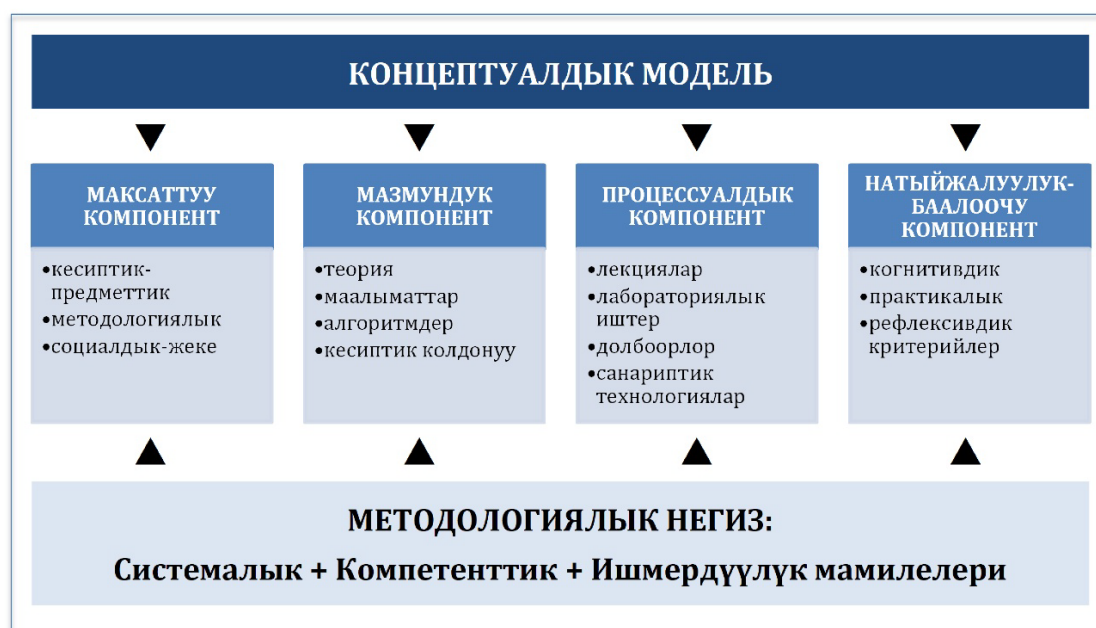 КОНЦЕПТУАЛДЫК МОДЕЛЬ
МАКСАТТУУ
КОМПОНЕНТ
•кесиптик-
предметтик
•методологиялык
•социалдык-жеке
МАЗМУНДУК
КОМПОНЕНТ
•теория
•маалыматтар
•алгоритмдер
•кесиптик колдонуу
ПРОЦЕССУАЛДЫК
КОМПОНЕНТ
•лекциялар
•лабораториялык
иштер
•долбоорлор
•санариптик
технологиялар
НАТЫЙЖАЛУУЛУК-
БААЛООЧУ
КОМПОНЕНТ
•когнитивдик
•практикалык
•рефлексивдик
критерийлер
МЕТОДОЛОГИЯЛЫК НЕГИЗ:
Системалык + Компетенттик + Ишмердүүлүк мамилелери